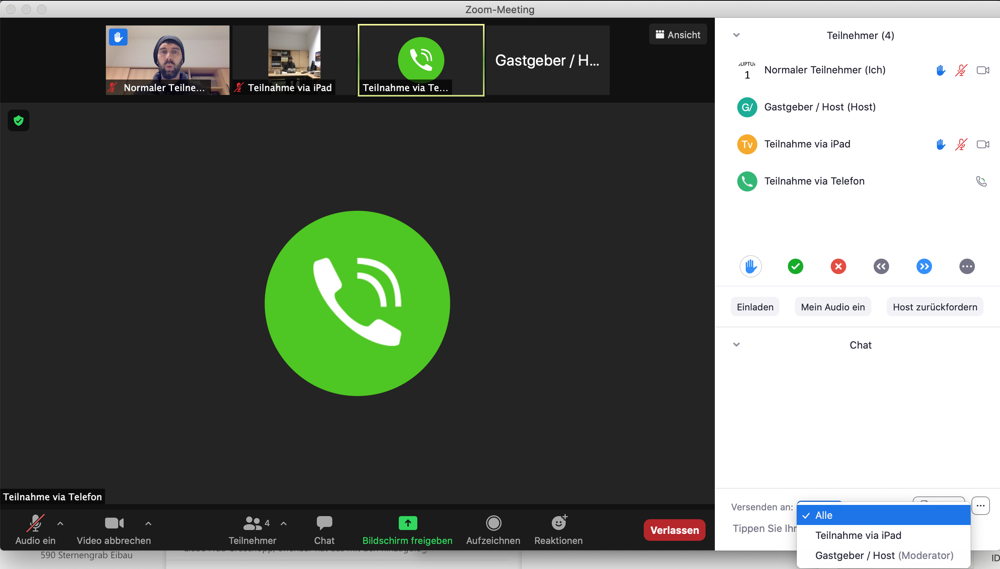 Zoom-Meeting
Normaler Teilne...
Teilnahme via iPad
Teilnahme via Te...
Gastgeber / H...
Ansicht
Teilnahme via Telefon
Audio ein
Video abbrechen
4
Teilnehmer
Chat
Bildschirm freigeben
Aufzeichnen
Reaktionen
Verlassen
Teilnehmer (4)
1
Normaler Teilnehmer (Ich)
G/
Gastgeber / Host (Host)
Tv
Teilnahme via iPad
Teilnahme via Telefon
Einladen
Mein Audio ein
Host zurückfordern
Chat
Versenden an:
Alle
Tippen Sie Ihr
Teilnahme via iPad
Gastgeber / Host (Moderator)
590 Sternengrab Eibau
ID